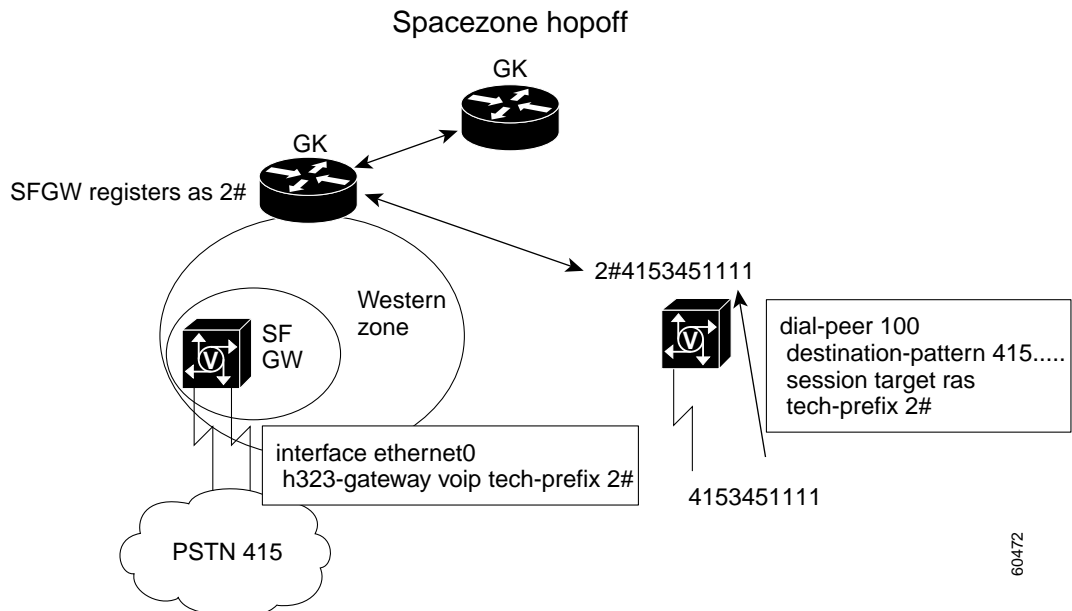 Spacezone hopoff
GK
GK
SFGW registers as 2#
2#4153451111
Western
zone
SF
GW
V
V
dial-peer 100
destination-pattern 415.....
session target ras
tech-prefix 2#
interface ethernet0
h323-gateway voip tech-prefix 2#
4153451111
PSTN 415
60472